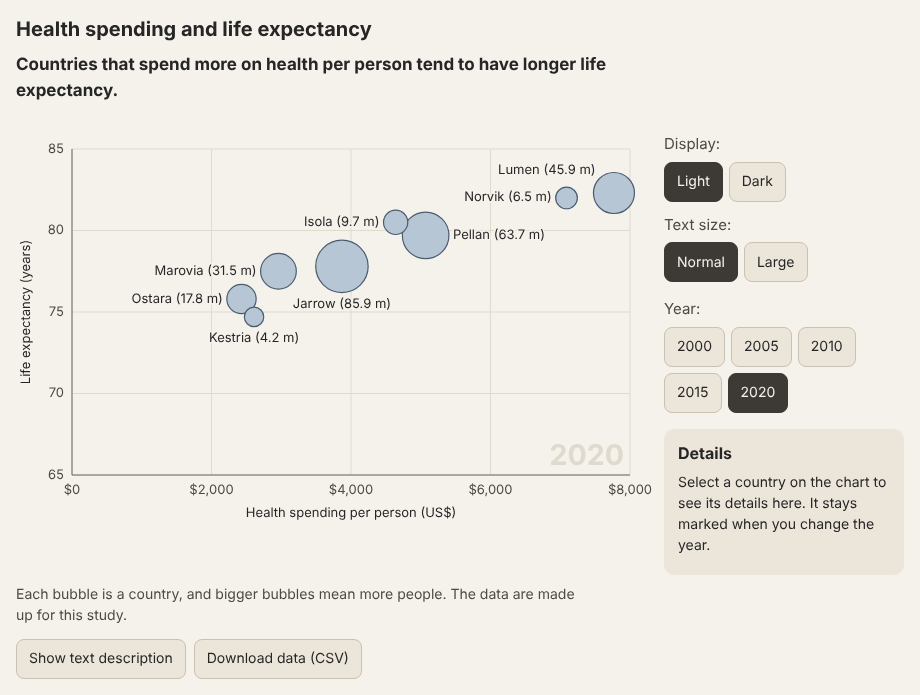 Health spending and life expectancy
Countries that spend more on health per person tend to have longer life
expectancy.
85
80
75
70
65
Life expectancy (years)
Lumen (45.9 m)
Norvik (6.5 m)
Isola (9.7 m)
Pellan (63.7 m)
Marovia (31.5 m)
Ostara (17.8 m)
Jarrow (85.9 m)
Kestria (4.2 m)
2020
$0
$2,000
$4,000
$6,000
$8,000
Health spending per person (US$)
Display:
Light
Dark
Text size:
Normal
Large
Year:
2000
2005
2010
2015
2020
Details
Select a country on the chart to
see its details here. It stays
marked when you change the
year.
Each bubble is a country, and bigger bubbles mean more people. The data are made
up for this study.
Show text description
Download data (CSV)